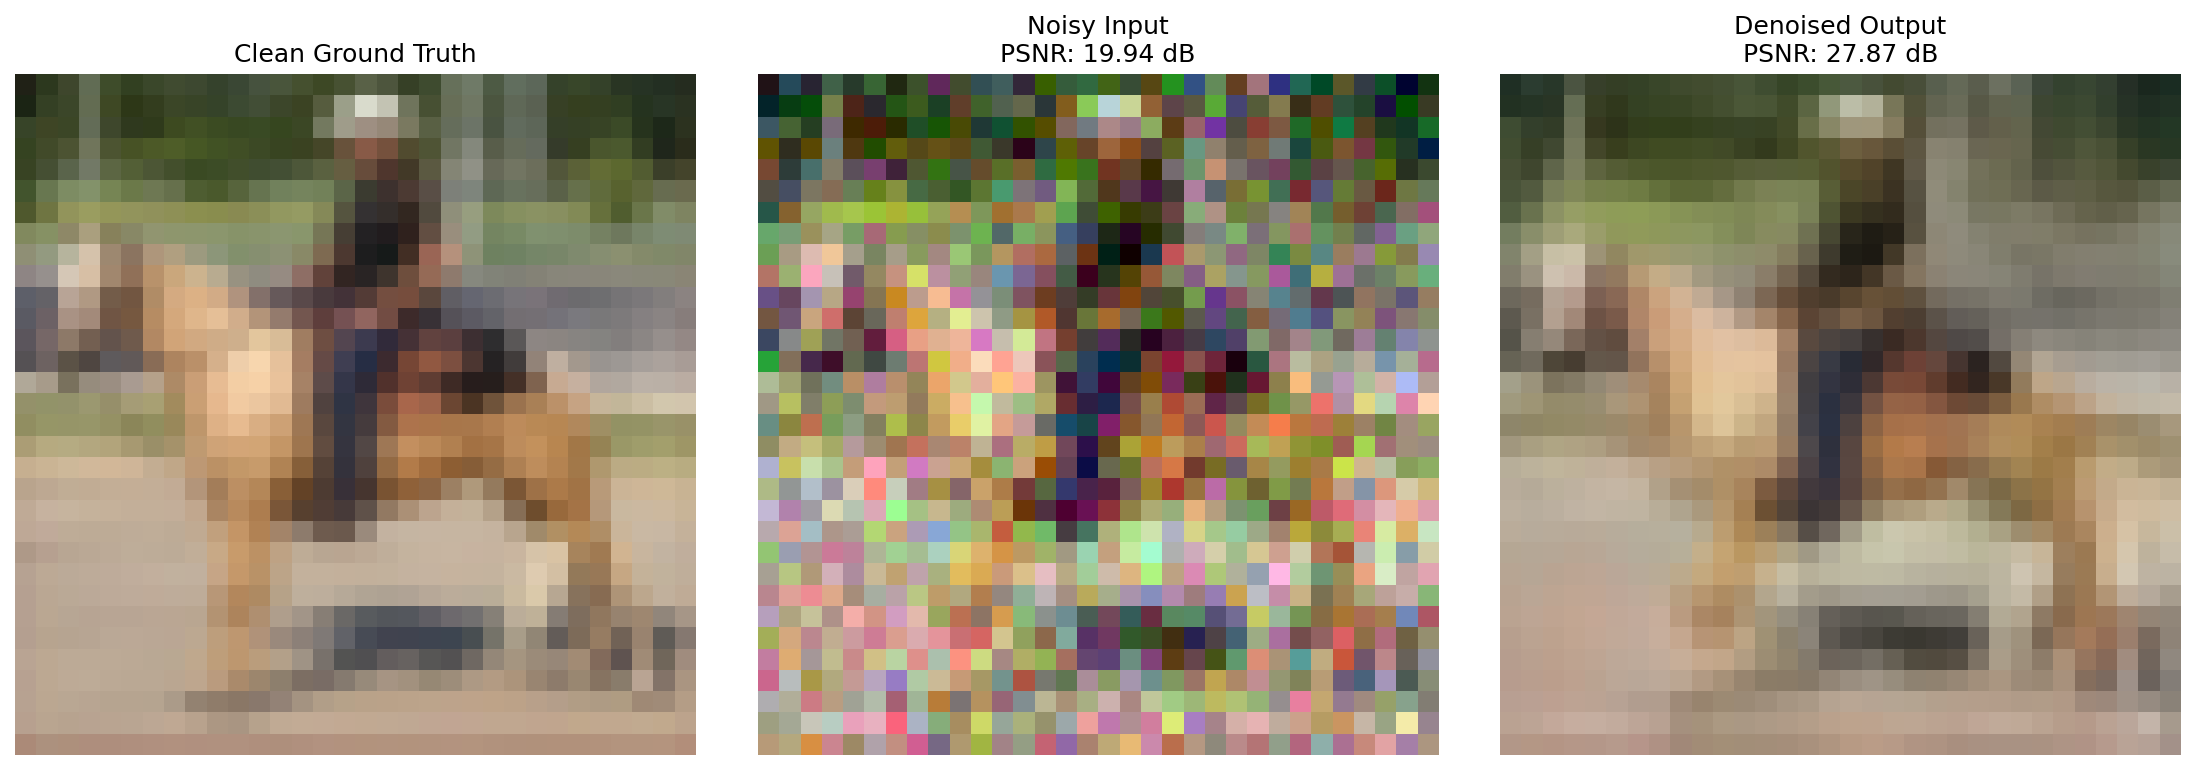 Clean Ground Truth
Noisy Input
PSNR: 19.94 dB
Denoised Output
PSNR: 27.87 dB